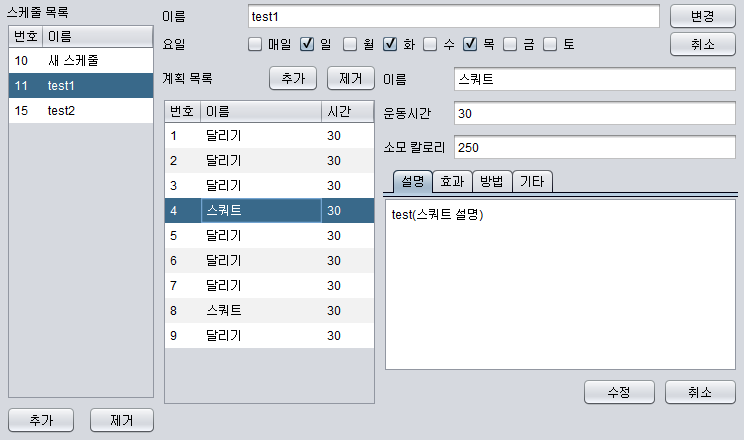 스케줄 목록
번호 이름
10 새 스케줄
11 test1
15 test2
추가 제거
이름 test1 변경
요일 매일 일 월 화 수 목 금 토 취소
계획 목록 추가 제거
번호 이름 시간
1 달리기 30
2 달리기 30
3 달리기 30
4 스쿼트 30
5 달리기 30
6 달리기 30
7 달리기 30
8 스쿼트 30
9 달리기 30
이름 스쿼트
운동시간 30
소모 칼로리 250
설명 효과 방법 기타
test(스쿼트 설명)
수정 취소